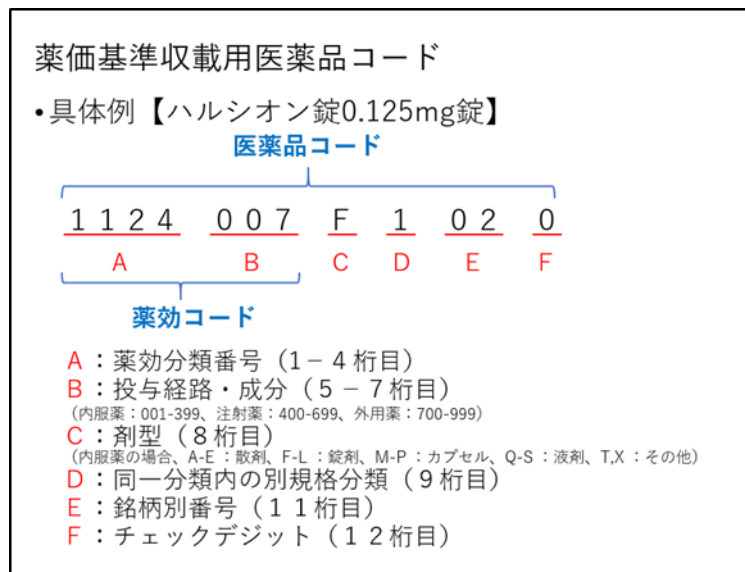 薬価基準収載用医薬品コード
•具体例【ハルシオン錠0.125mg錠】
医薬品コード
１１２４ ００７ Ｆ １ ０２ ０
A B C D E F
薬効コード
A：薬効分類番号（1－4桁目）
B：投与経路・成分（5－7桁目）
（内服薬：001-399、注射薬：400-699、外用薬：700-999）
C：剤型（8桁目）
（内服薬の場合、A-E：散剤、F-L：錠剤、M-P：カプセル、Q-S：液剤、T,X：その他）
D：同一分類内の別規格分類（９桁目）
E：銘柄別番号（１１桁目）
F：チェックデジット（１２桁目）